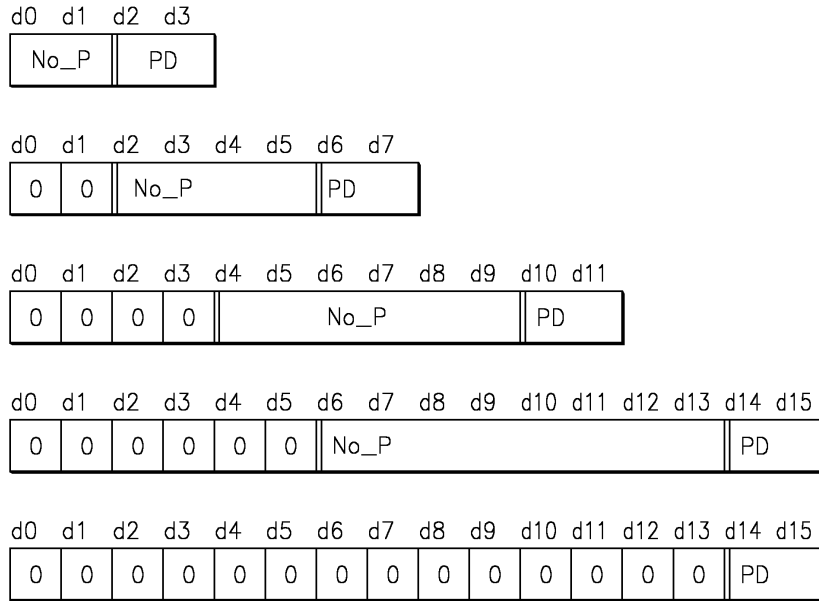 d0 d1 d2 d3
No_P PD
d0 d1 d2 d3 d4 d5 d6 d7
0 0 No_P PD
d0 d1 d2 d3 d4 d5 d6 d7 d8 d9 d10 d11
0 0 0 0 No_P PD
d0 d1 d2 d3 d4 d5 d6 d7 d8 d9 d10 d11 d12 d13 d14 d15
0 0 0 0 0 0 No_P PD
d0 d1 d2 d3 d4 d5 d6 d7 d8 d9 d10 d11 d12 d13 d14 d15
0 0 0 0 0 0 0 0 0 0 0 0 0 0 PD